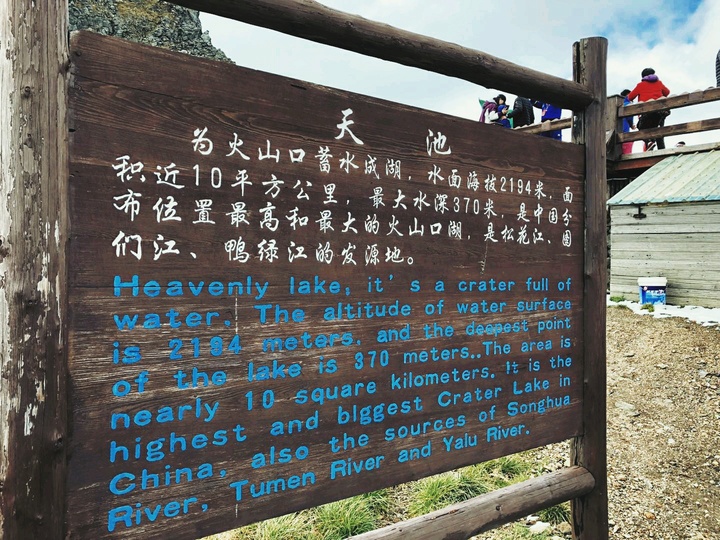 天 池
为火山口蓄水成湖，水面海拔2194米，面
积近10平方公里，最大水深370米，是中国分
布位置最高和最大的火山口湖，是松花江、图
们江、鸭绿江的发源地。
Heavenly lake, it's a crater full of
water. The altitude of water surface
is 2194 meters, and the deepest point
of the lake is 370 meters..The area is
nearly 10 square kilometers. It is the
highest and biggest Crater Lake in
China, also the sources of Songhua
River, Tumen River and Yalu River.